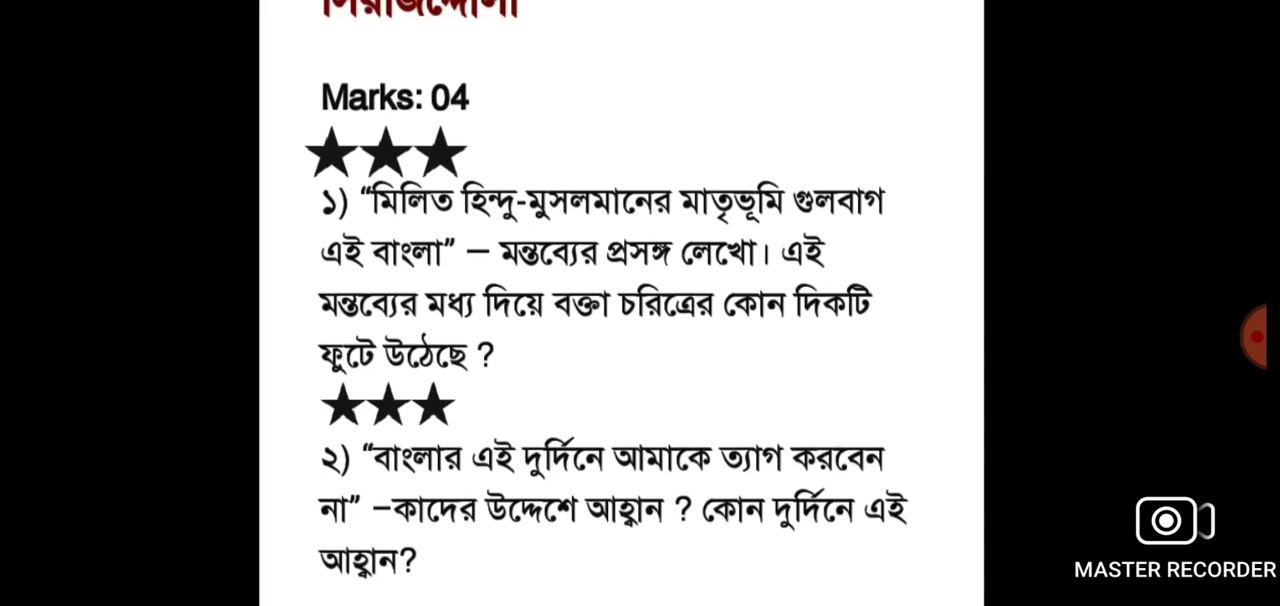 সিরাজদ্দৌলা
Marks: 04
★★★
১) “মিলিত হিন্দু-মুসলমানের মাতৃভূমি গুলবাগ
এই বাংলা” – মন্তব্যের প্রসঙ্গ লেখো। এই
মন্তব্যের মধ্য দিয়ে বক্তা চরিত্রের কোন দিকটি
ফুটে উঠেছে ?
★★★
২) “বাংলার এই দুর্দিনে আমাকে ত্যাগ করবেন
না” –কাদের উদ্দেশে আহ্বান ? কোন দুর্দিনে এই
আহ্বান?
MASTER RECORDER